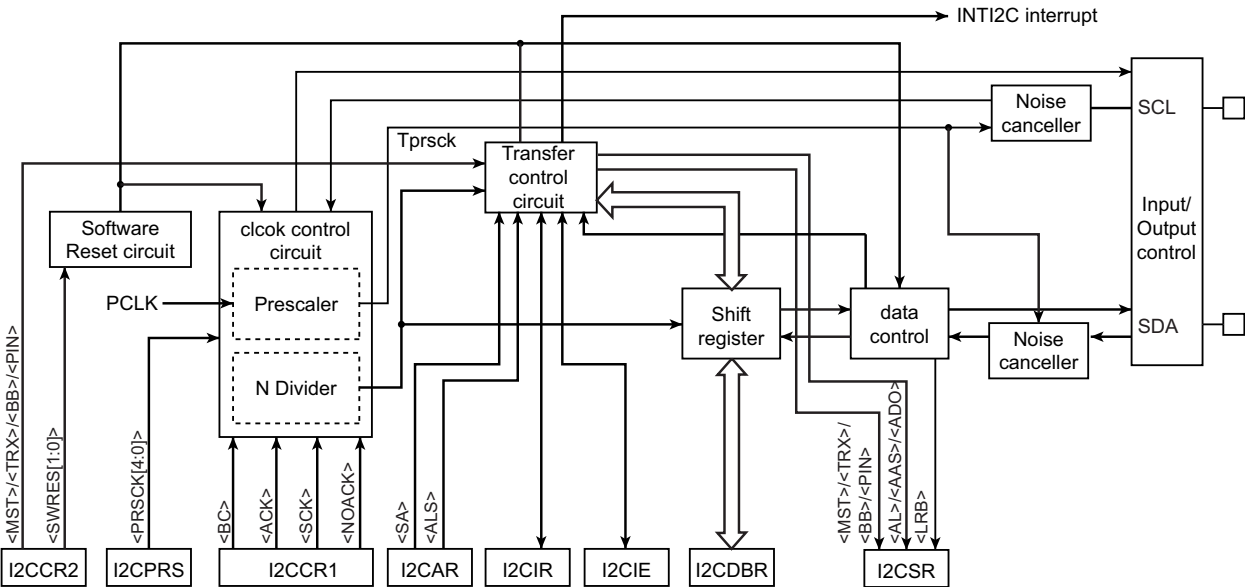 INTI2C interrupt
Noise
canceller
SCL
Tprsck
Transfer
control
circuit
Software
Reset circuit
clcok control
circuit
Input/
Output
control
PCLK
Prescaler
Shift
register
data
control
SDA
Noise
canceller
N Divider
<MST>/<TRX>/<BB>/<PIN>
<SWRES[1:0]>
<PRSCK[4:0]>
<BC>
<ACK>
<SCK>
<NOACK>
<SA>
<ALS>
<MST>/<TRX>/
<BB>/<PIN>
<AL>/<AAS>/<ADO>
<LRB>
I2CCR2
I2CPRS
I2CCR1
I2CAR
I2CIR
I2CIE
I2CDBR
I2CSR